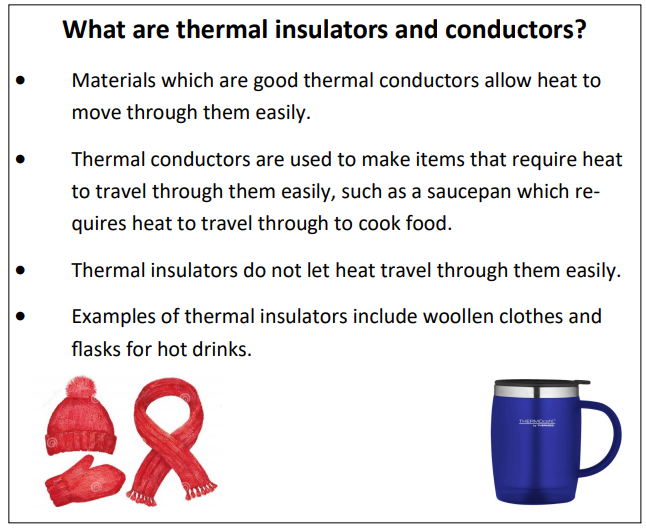 What are thermal insulators and conductors?
• Materials which are good thermal conductors allow heat to
move through them easily.
• Thermal conductors are used to make items that require heat
to travel through them easily, such as a saucepan which re-
quires heat to travel through to cook food.
• Thermal insulators do not let heat travel through them easily.
• Examples of thermal insulators include woollen clothes and
flasks for hot drinks.